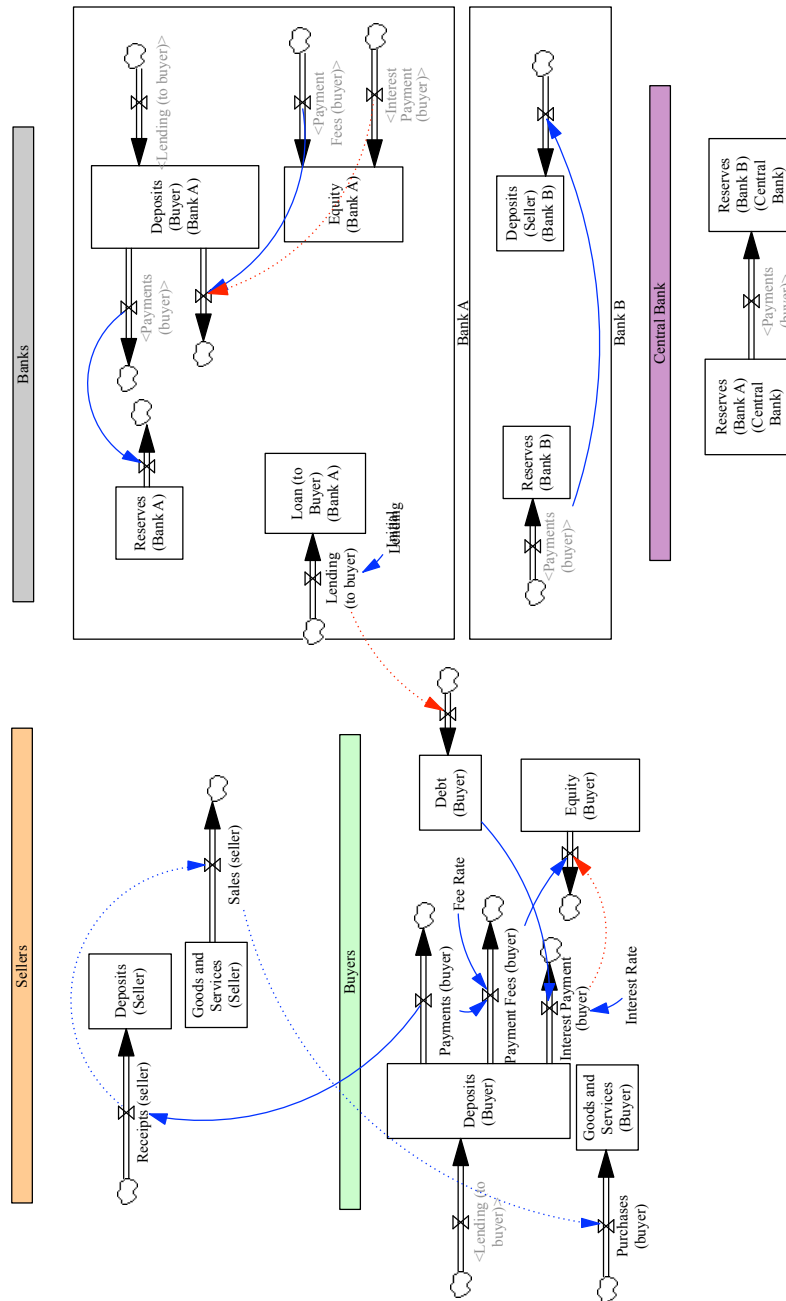 Sellers
Deposits
(Seller)
Receipts (seller)
Goods and
Services
(Seller)
Sales (seller)
Buyers
<Lending (to
buyer)>
Deposits
(Buyer)
Payments (buyer)
Payment Fees (buyer)
Interest Payment
(buyer)
Fee Rate
Interest Rate
Debt
(Buyer)
Equity
(Buyer)
Goods and
Services
(Buyer)
Purchases
(buyer)
Banks
Reserves
(Bank A)
<Payments
(buyer)>
Deposits
(Buyer)
(Bank A)
<Lending (to buyer)>
Loan (to
Buyer)
(Bank A)
Lending
(to buyer)
Initial
Lending
Equity
(Bank A)
<Payment
Fees (buyer)>
<Interest
Payment
(buyer)>
Bank A
<Payments
(buyer)>
Reserves
(Bank B)
Deposits
(Seller)
(Bank B)
Bank B
Central Bank
Reserves
(Bank A)
(Central
Bank)
<Payments
(buyer)>
Reserves
(Bank B)
(Central
Bank)